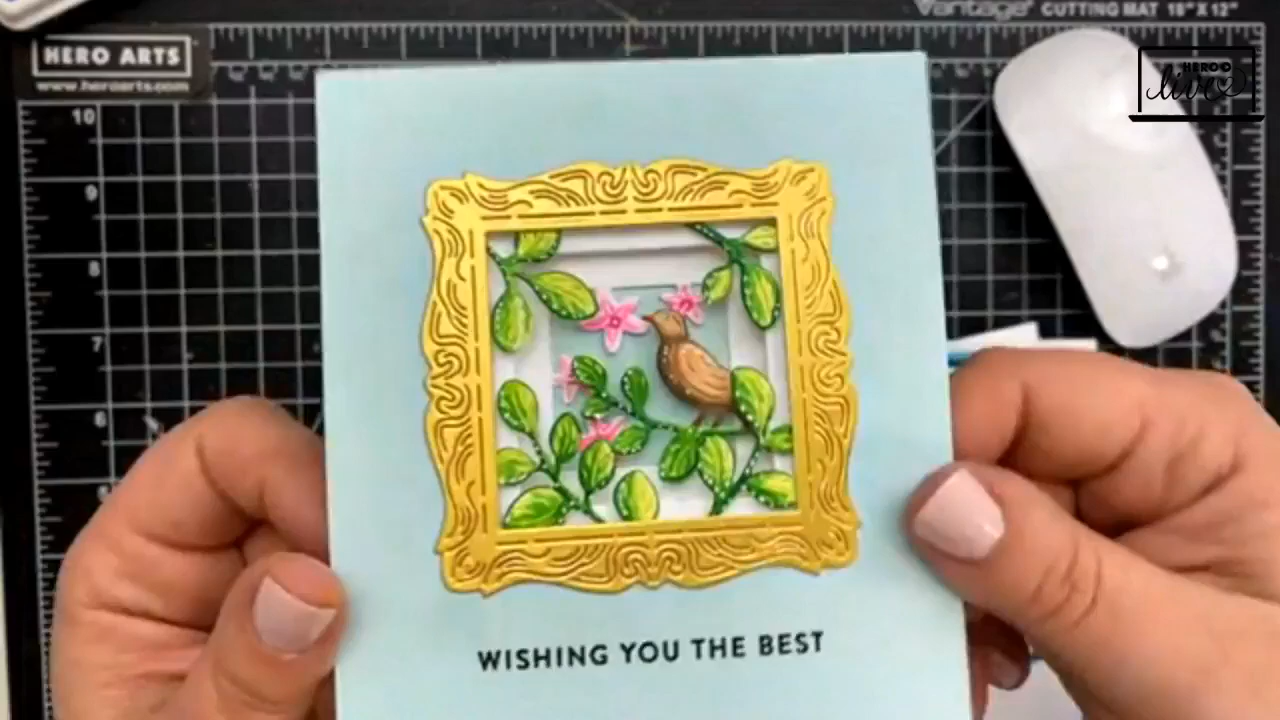 Vantage® CUTTING MAT 18" X 12"
HERO ARTS
www.heroarts.com
HERO
live
10
9
8
7
6
WISHING YOU THE BEST